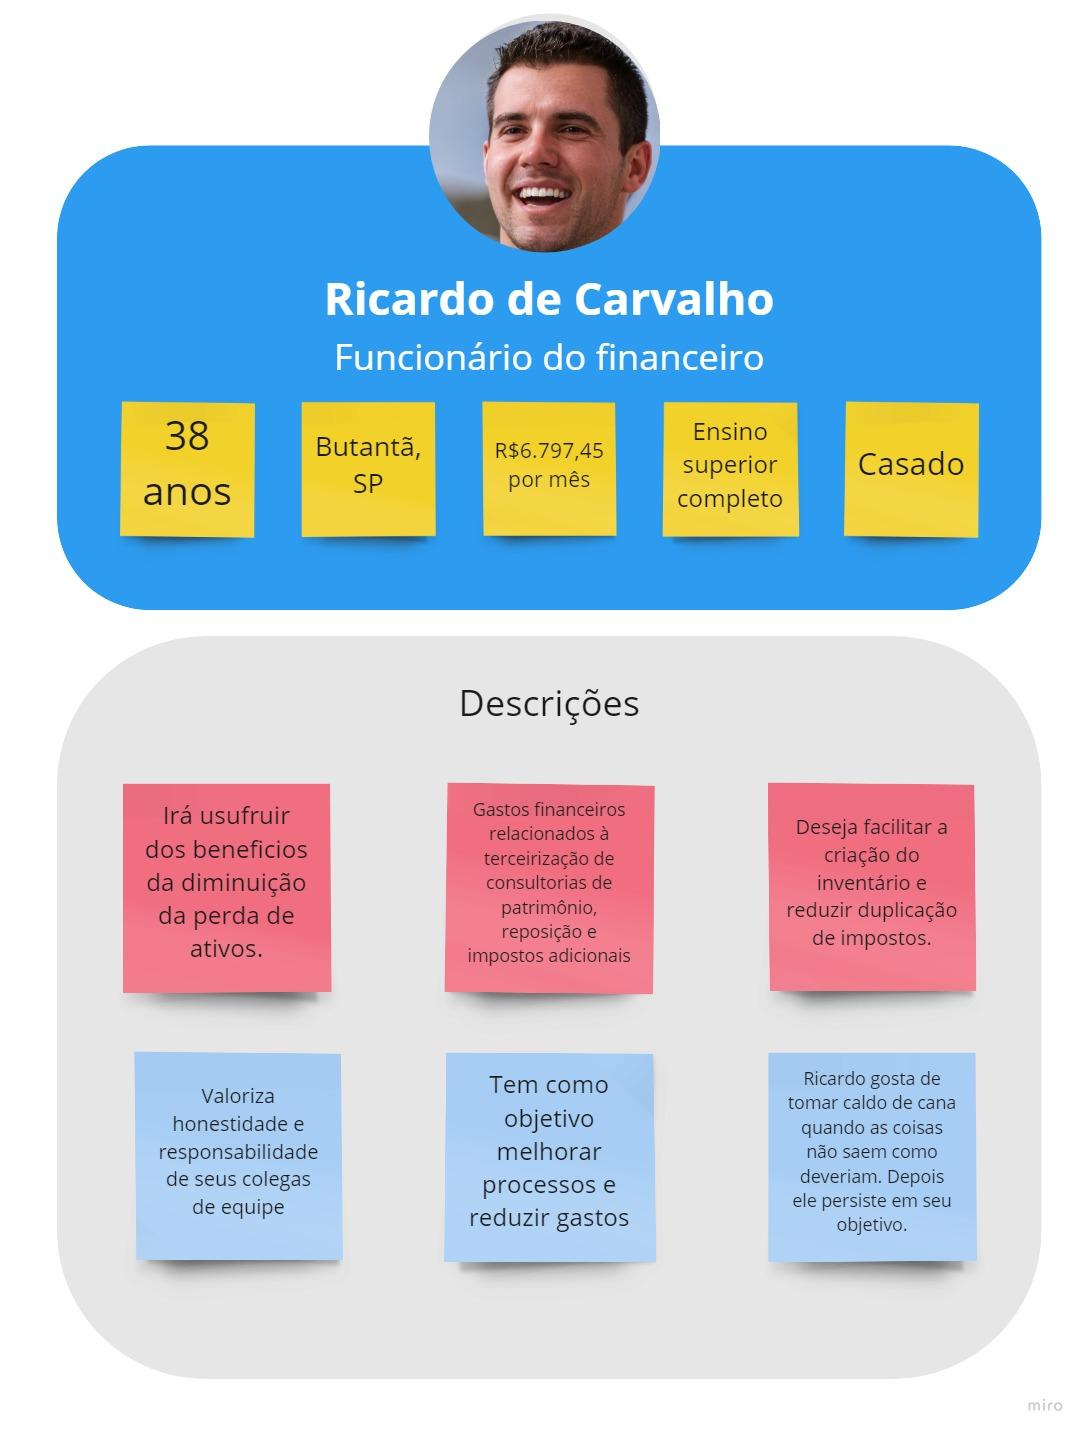 Ricardo de Carvalho
Funcionário do financeiro
38
anos
Butantã,
SP
R$6.797,45
por mês
Ensino
superior
completo
Casado
Descrições
Irá usufruir
dos beneficios
da diminuição
da perda de
ativos.
Gastos financeiros
relacionados à
terceirização de
consultorias de
patrimônio,
reposição e
impostos adicionais
Deseja facilitar a
criação do
inventário e
reduzir duplicação
de impostos.
Valoriza
honestidade e
responsabilidade
de seus colegas
de equipe
Tem como
objetivo
melhorar
processos e
reduzir gastos
Ricardo gosta de
tomar caldo de cana
quando as coisas
não saem como
deveriam. Depois
ele persiste em seu
objetivo.
miro